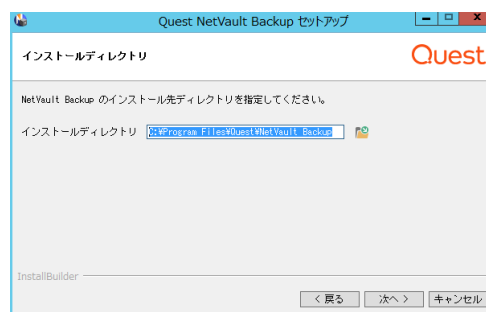 Quest NetVault Backup セットアップ
インストールディレクトリ
Quest
NetVault Backup のインストール先ディレクトリを指定してください。
インストールディレクトリ C:¥Program Files¥Quest¥NetVault Backup
InstallBuilder
< 戻る 次へ > キャンセル